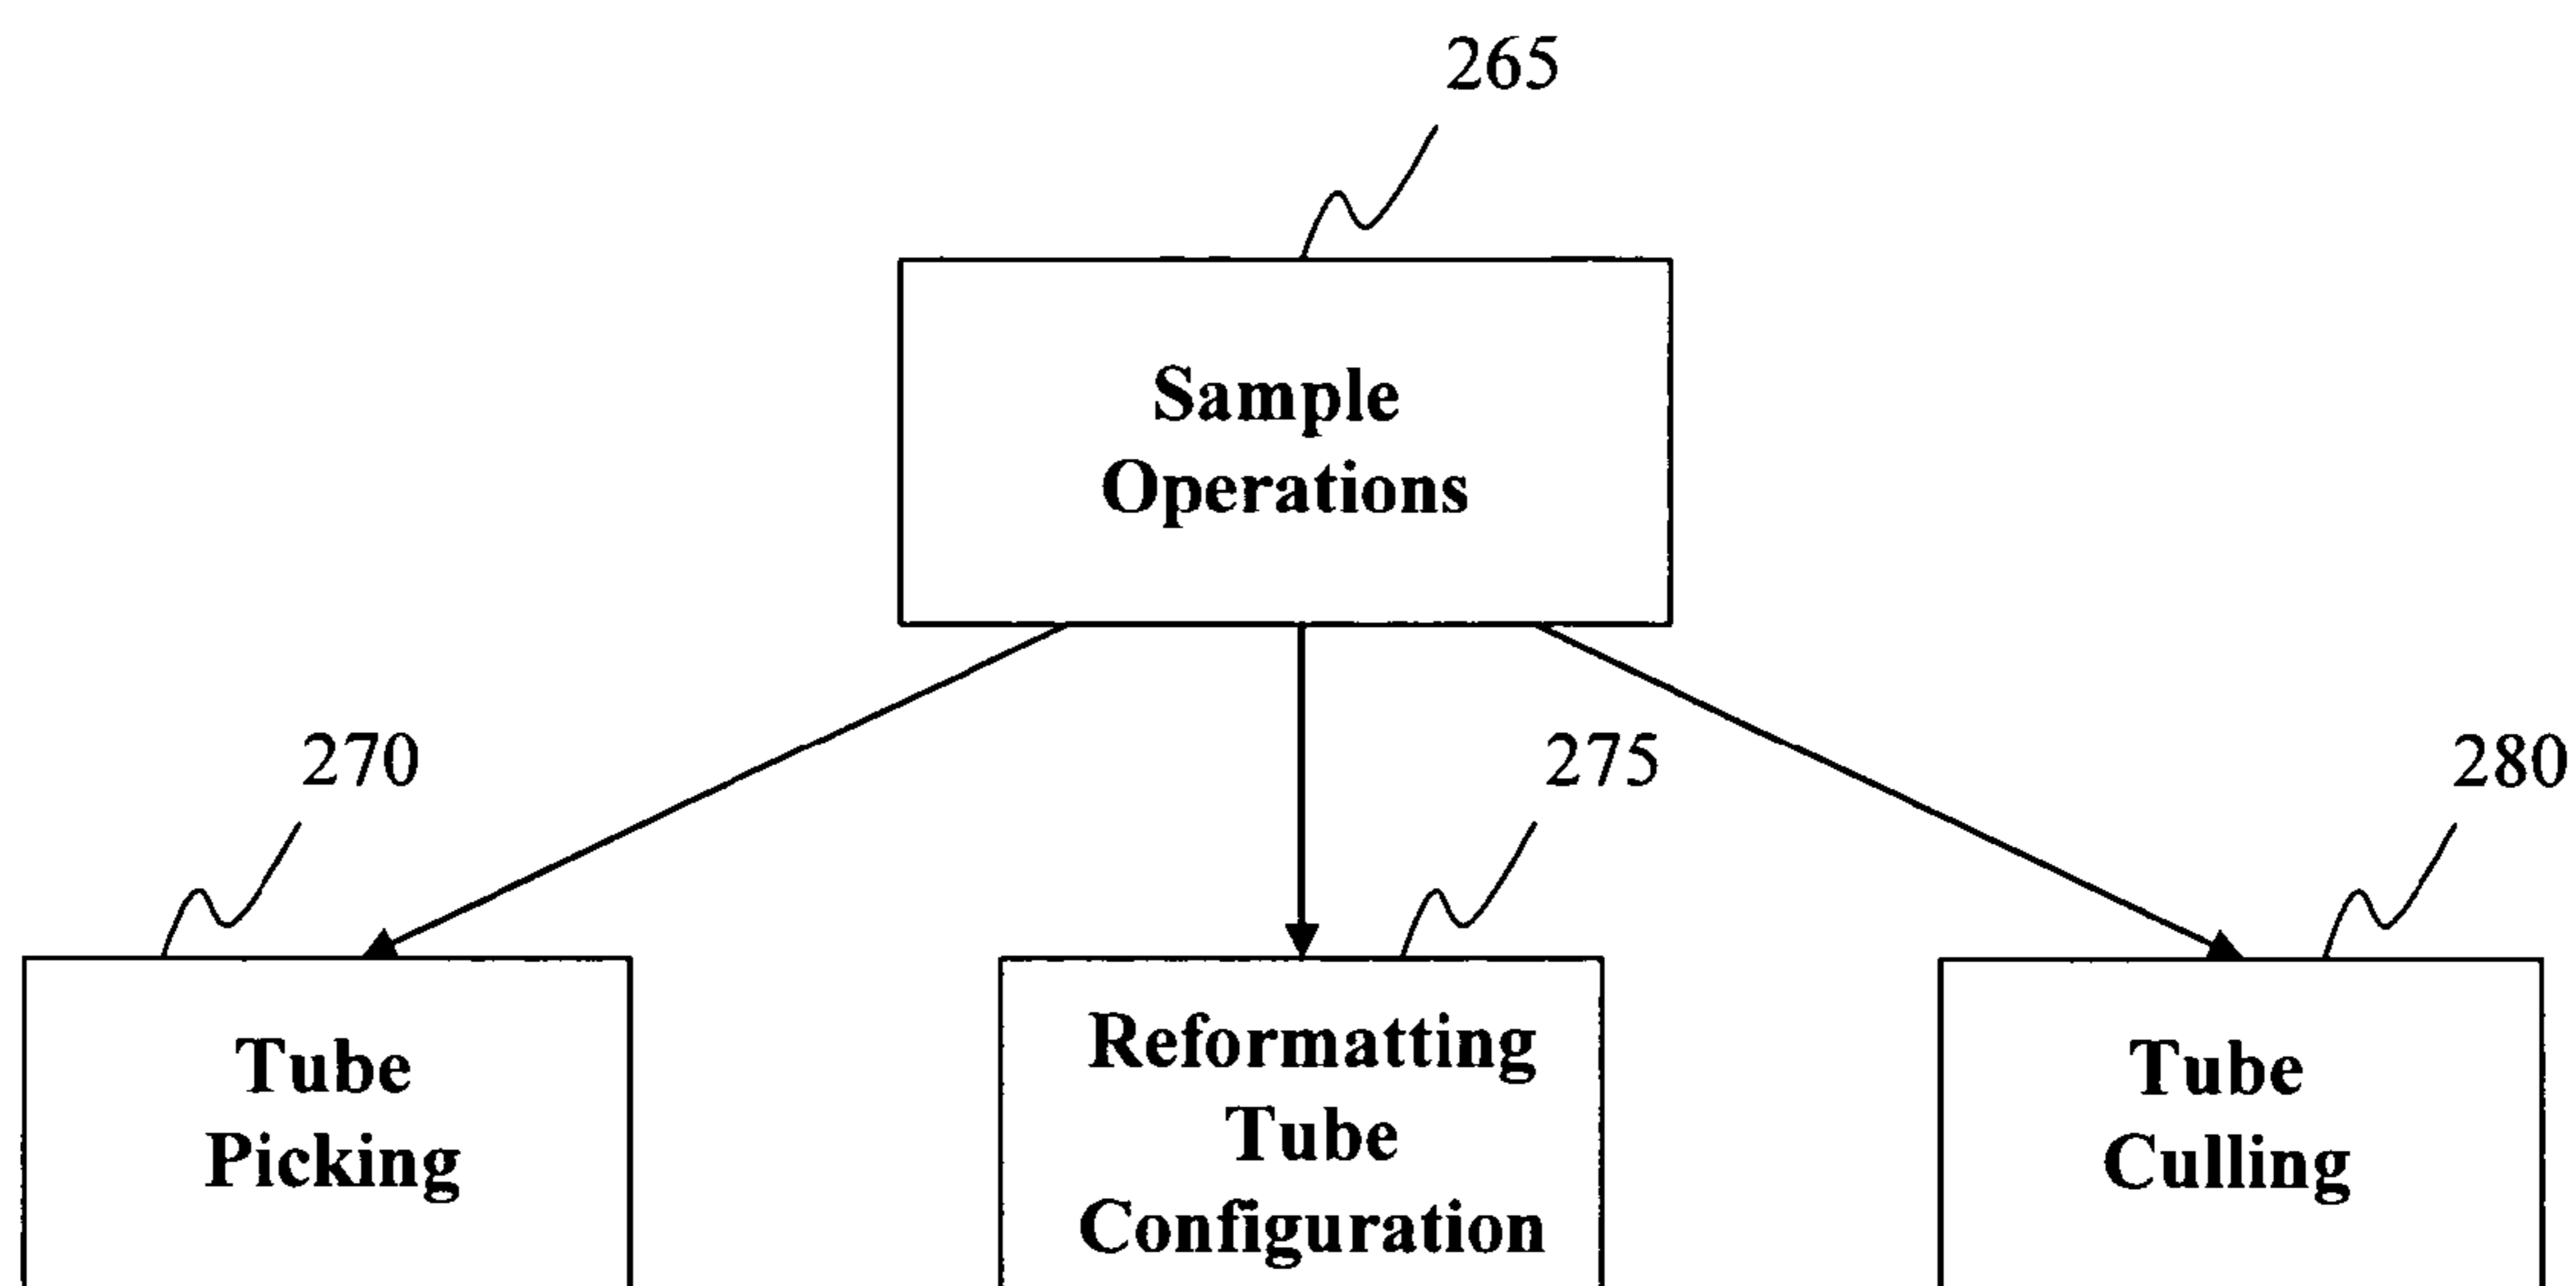 265
Sample
Operations
270
275
280
Tube
Picking
Reformatting
Tube
Configuration
Tube
Culling